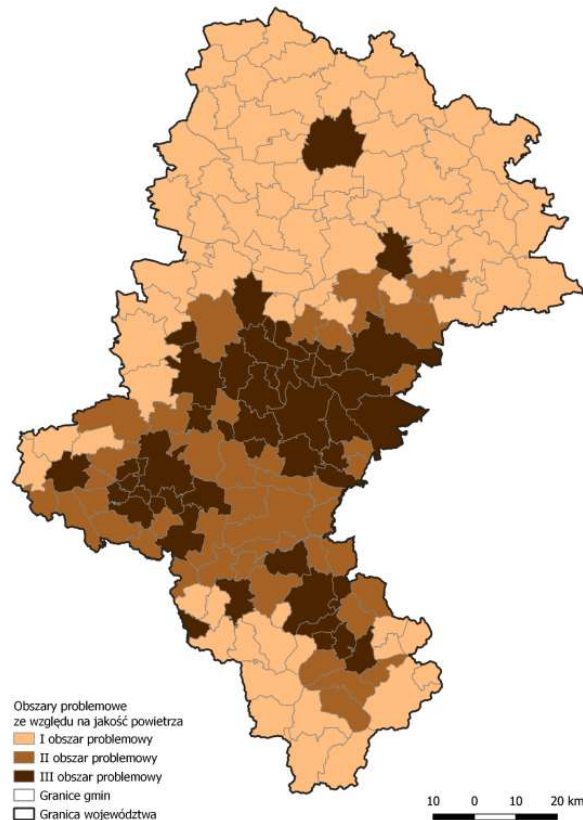 Obszary problemowe
ze względu na jakość powietrza
I obszar problemowy
II obszar problemowy
III obszar problemowy
Granice gmin
Granica województwa
10 0 10 20 km